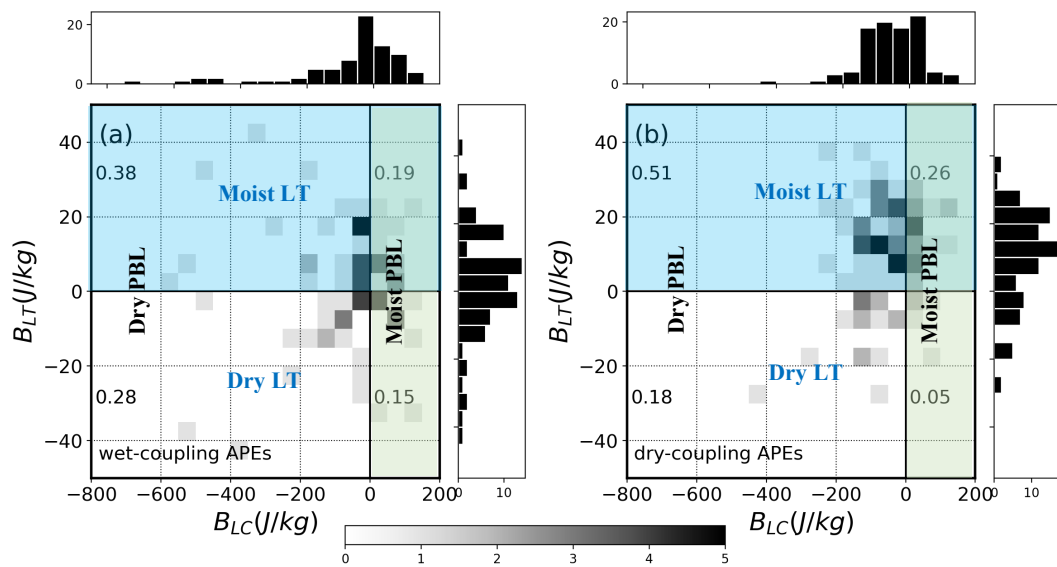 20
0
20
0
(a)
0.38
0.19
Moist LT
Dry PBL
Moist PBL
Dry LT
0.28
0.15
wet-coupling APEs
40
20
0
−20
−40
B_LT(J/kg)
−800
−600
−400
−200
0
200
B_LC(J/kg)
0
10
(b)
0.51
0.26
Moist LT
Dry PBL
Moist PBL
Dry LT
0.18
0.05
dry-coupling APEs
40
20
0
−20
−40
B_LT(J/kg)
−800
−600
−400
−200
0
200
B_LC(J/kg)
0
10
0
1
2
3
4
5